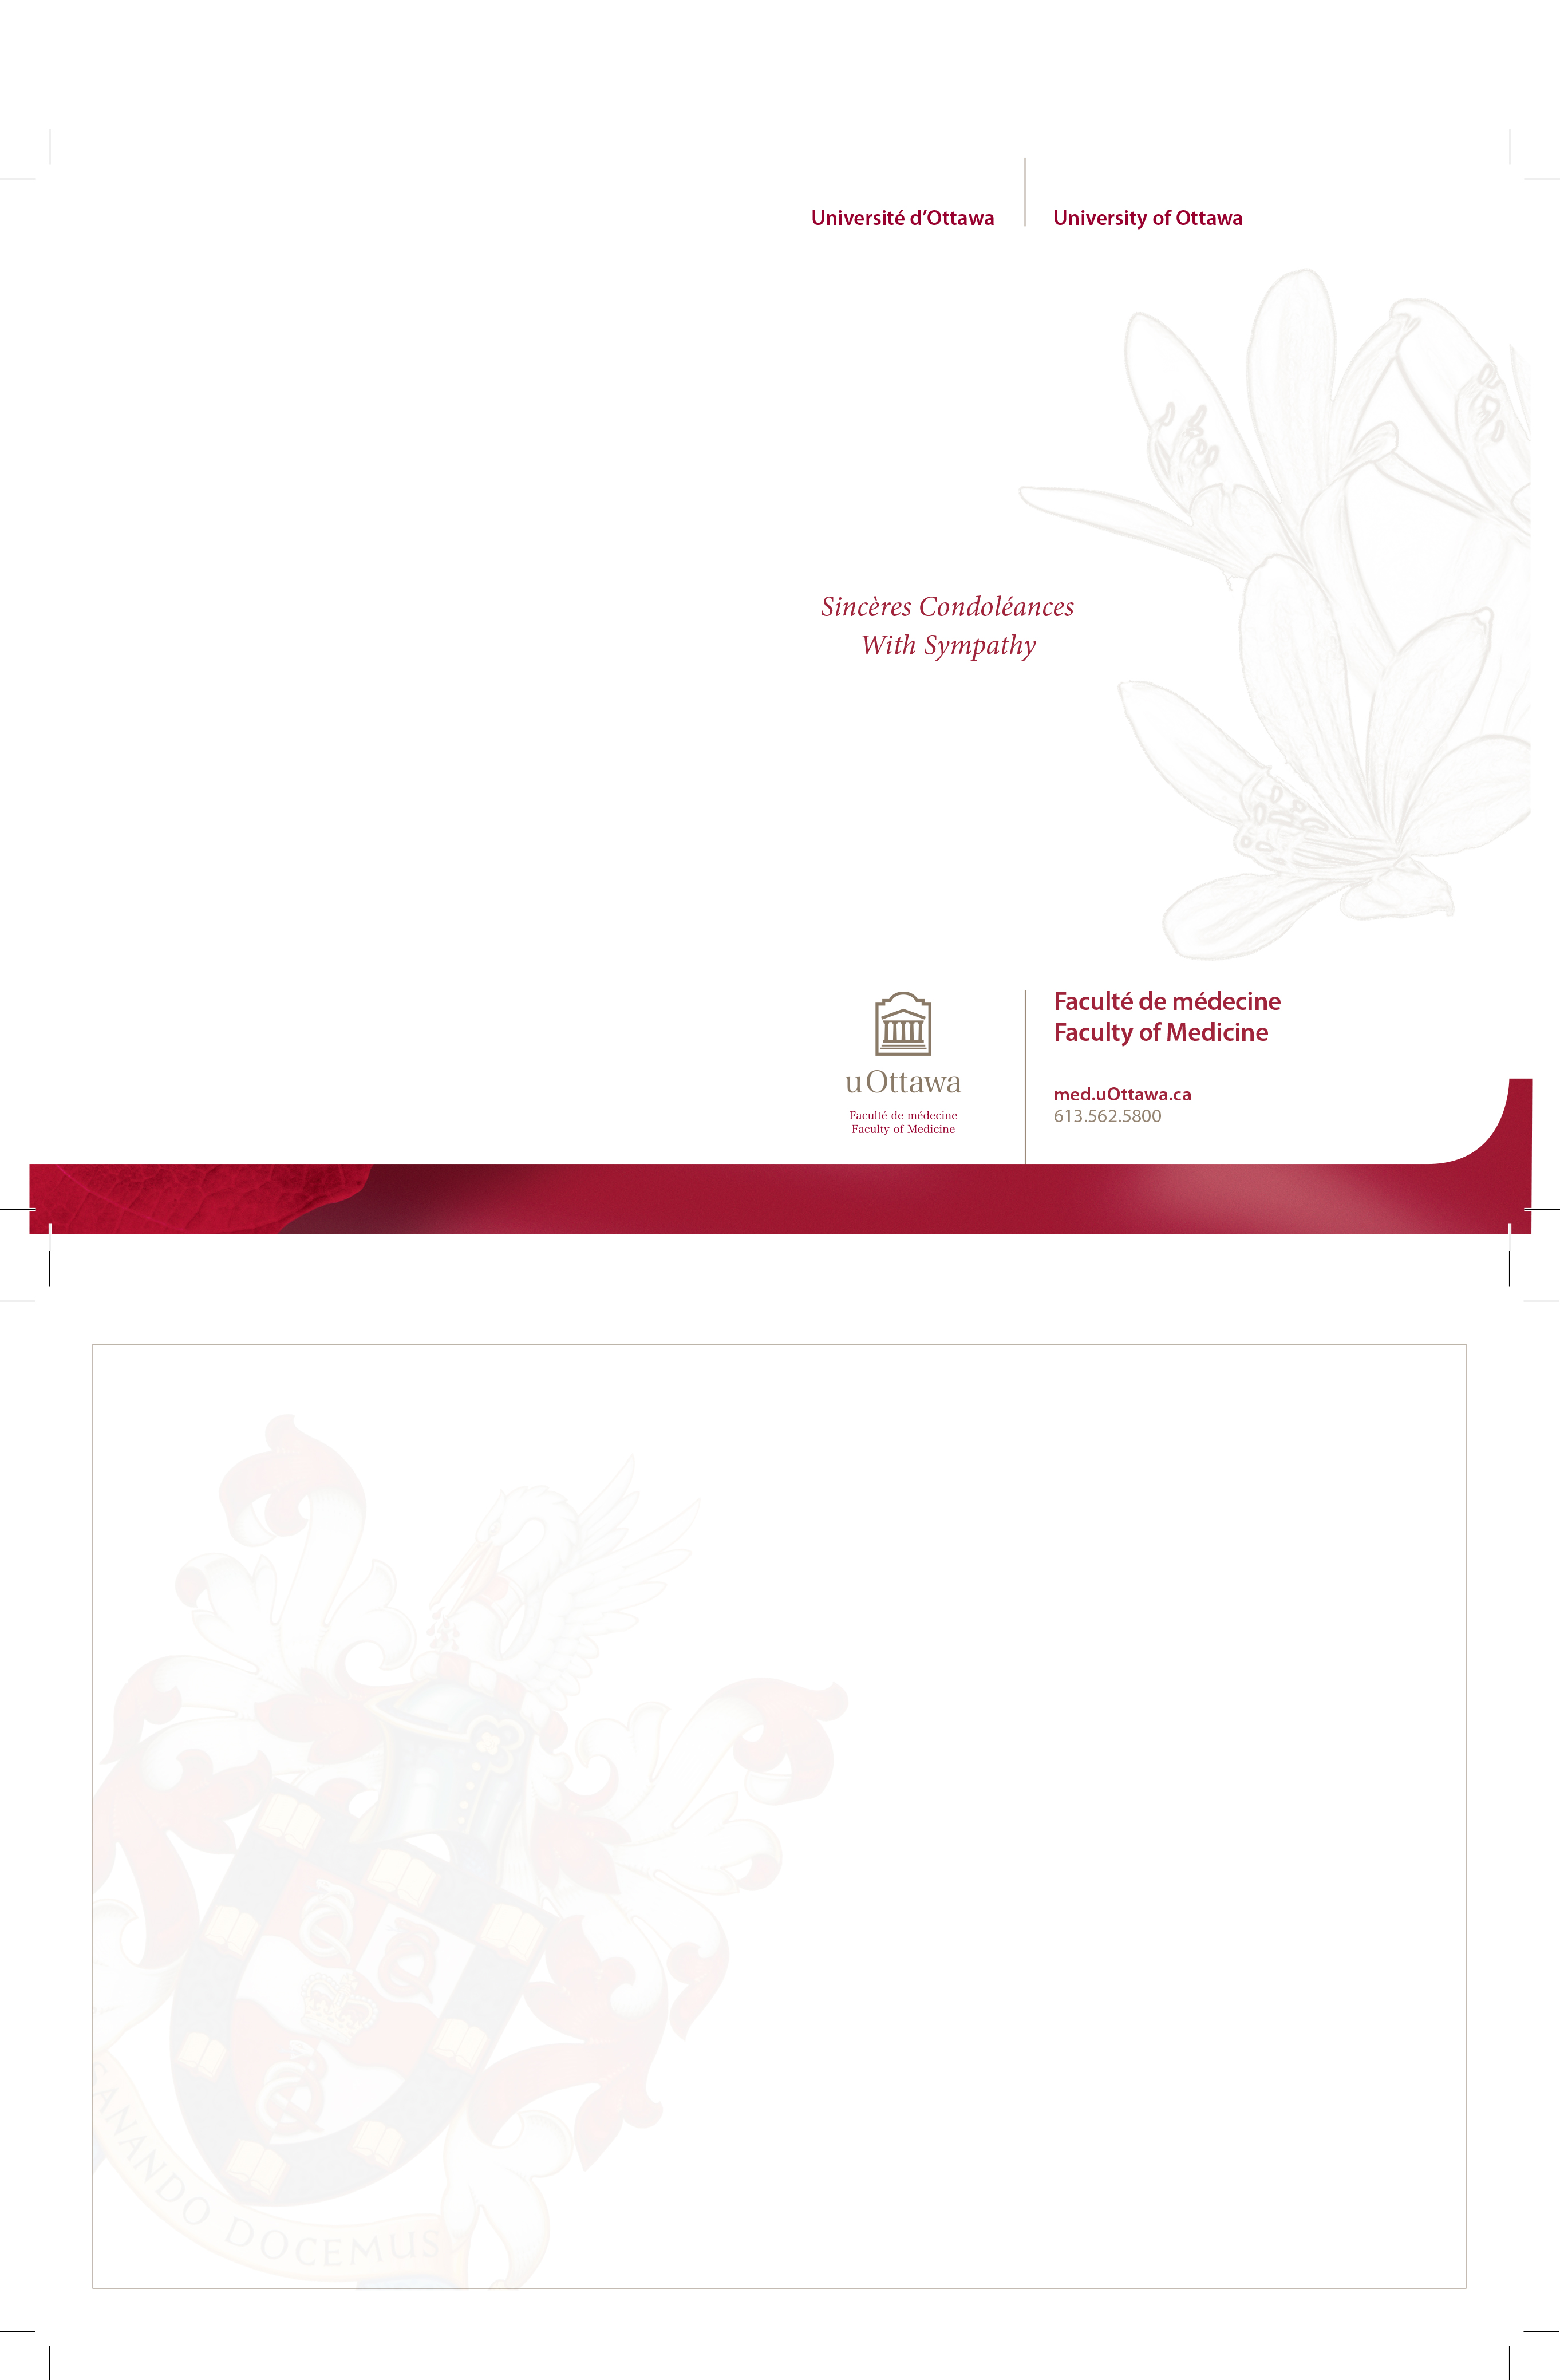 Université d'Ottawa
University of Ottawa
Sincères Condoléances
With Sympathy
uOttawa
Faculté de médecine
Faculty of Medicine
Faculté de médecine
Faculty of Medicine
med.uOttawa.ca
613.562.5800
ANANDO DOCEMUS